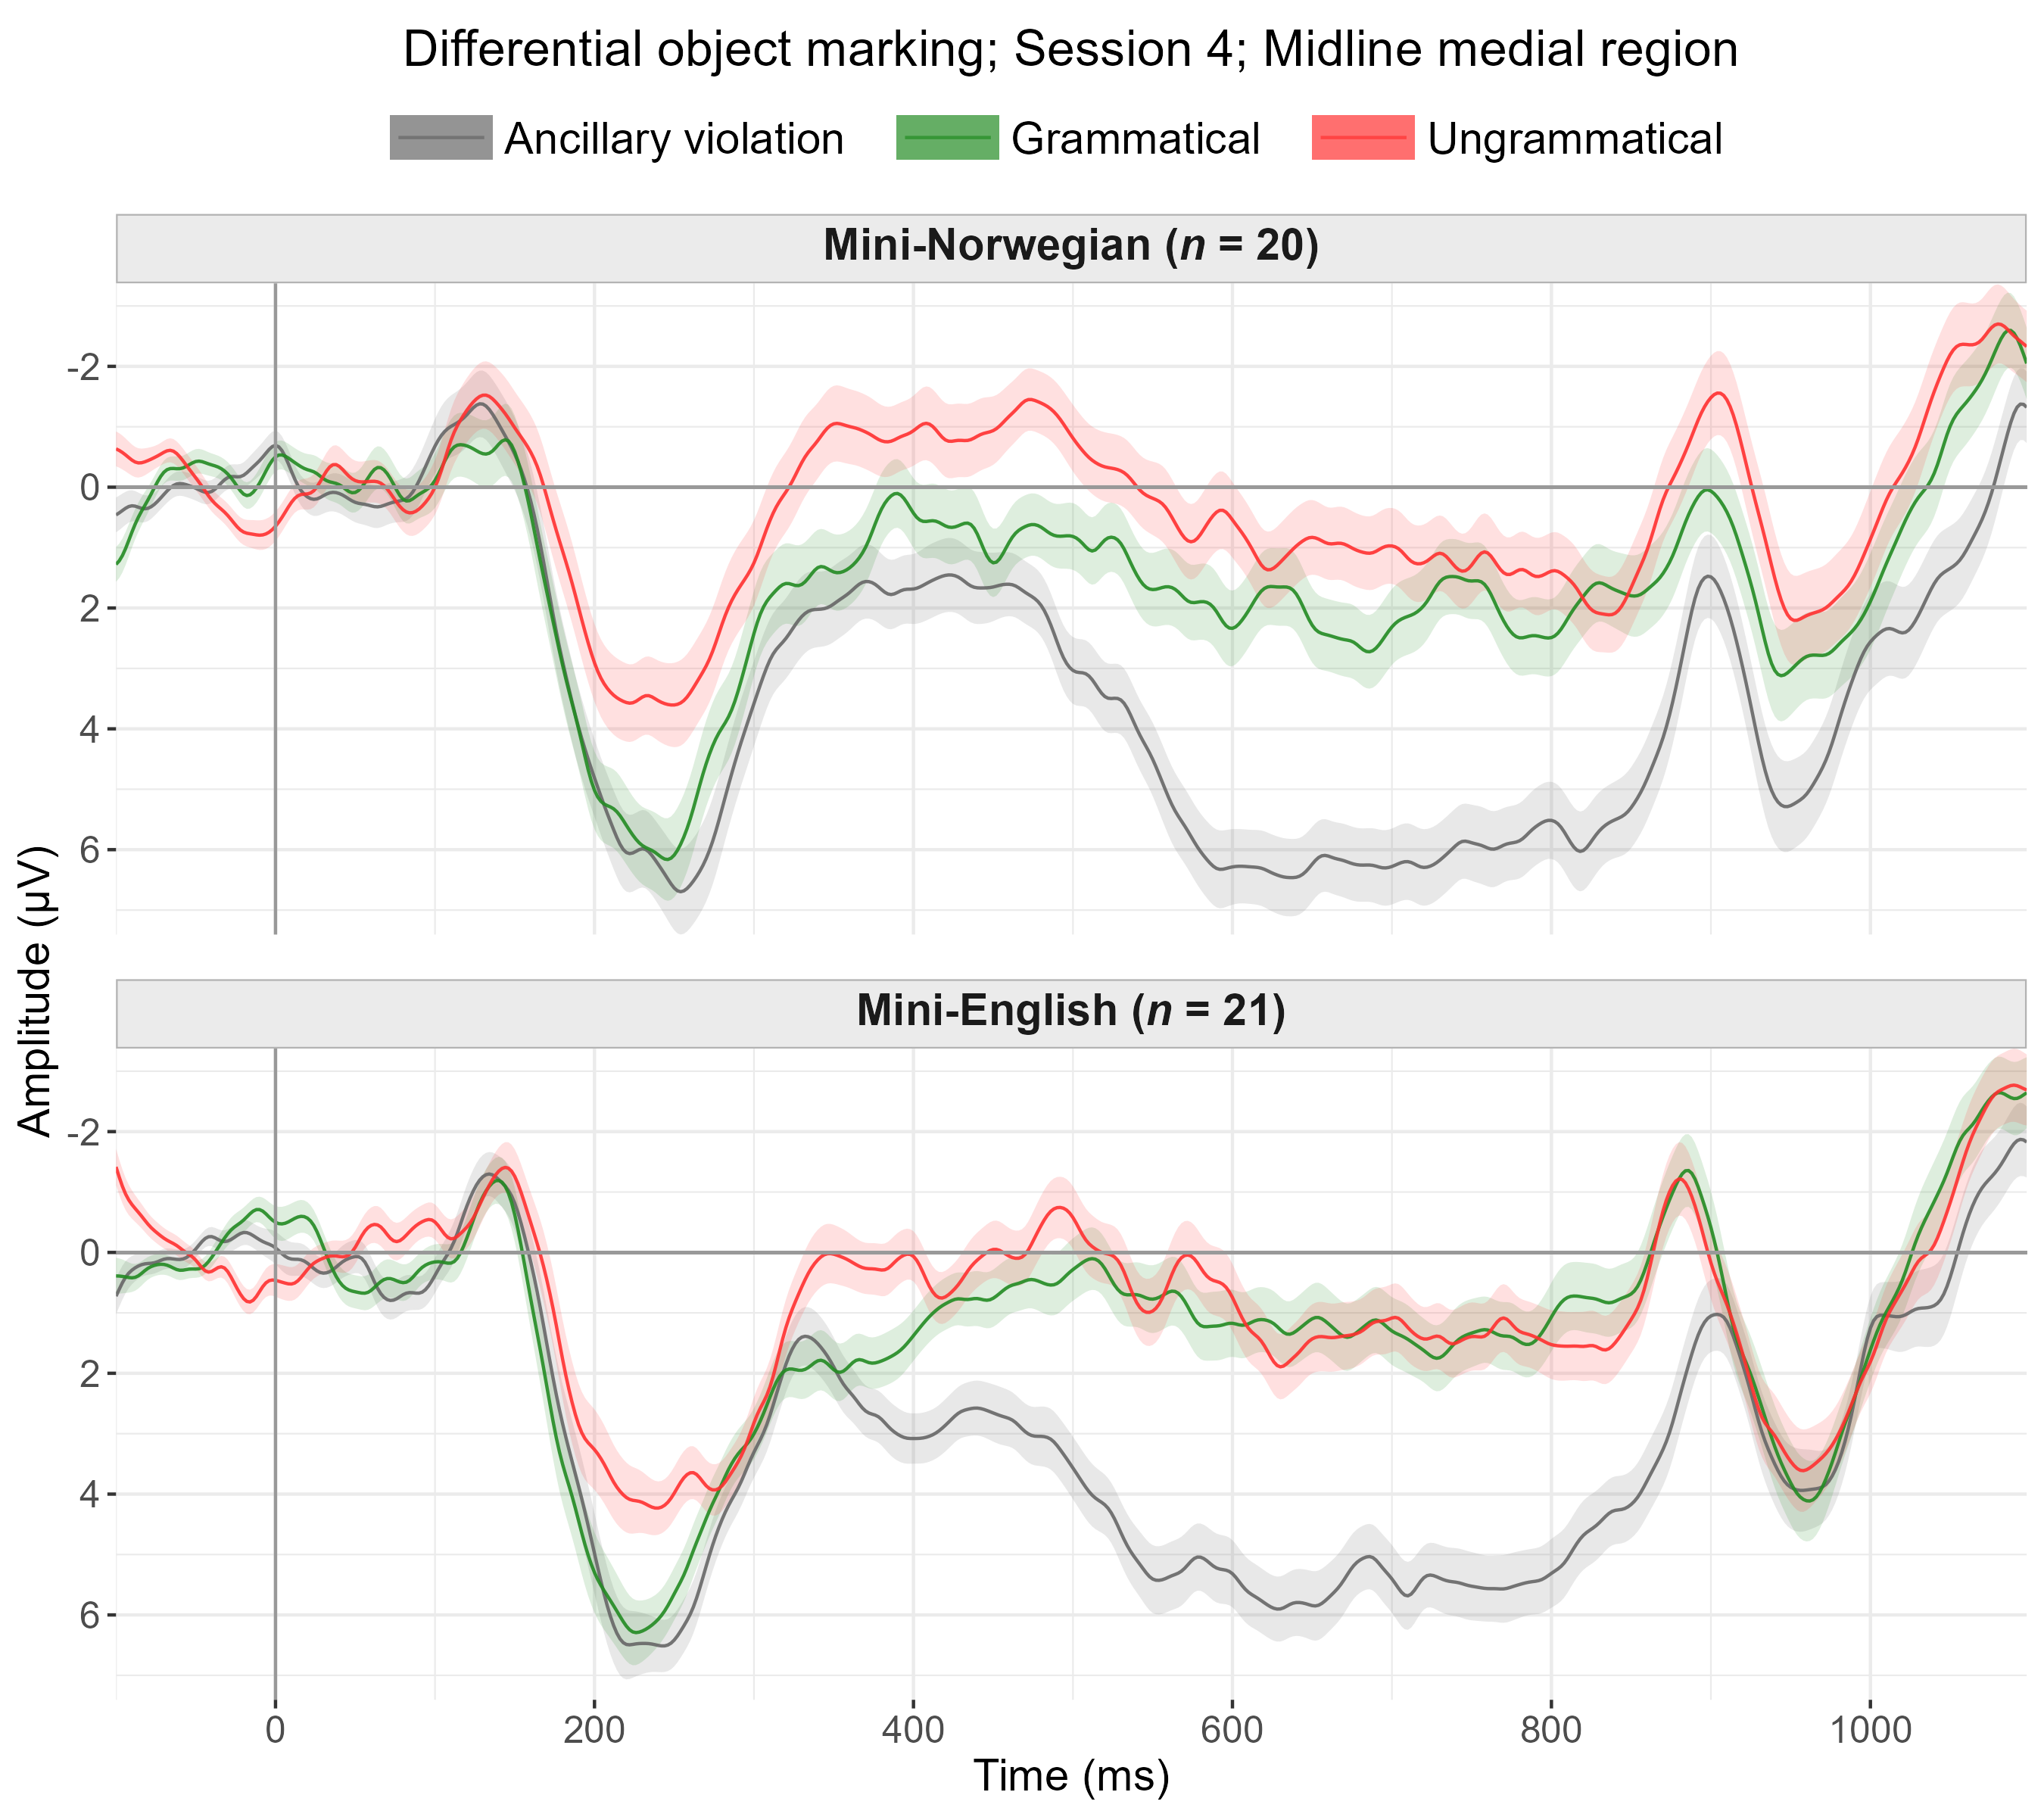 Differential object marking; Session 4; Midline medial region
Ancillary violation Grammatical Ungrammatical
Mini-Norwegian (n = 20)
-2
0
2
4
6
Mini-English (n = 21)
-2
0
2
4
6
Amplitude (µV)
0 200 400 600 800 1000
Time (ms)